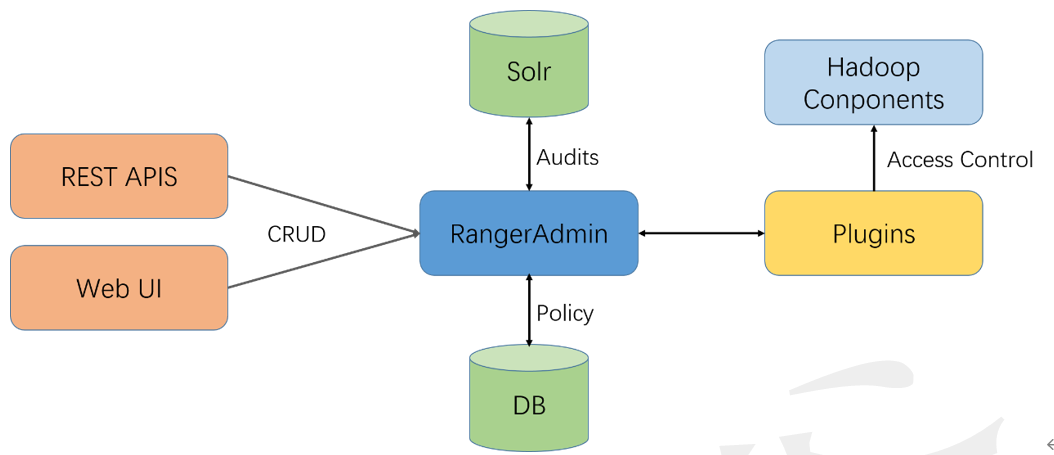 Solr
Hadoop
Conponents
Audits
Access Control
REST APIS
CRUD
RangerAdmin
Plugins
Web UI
Policy
DB